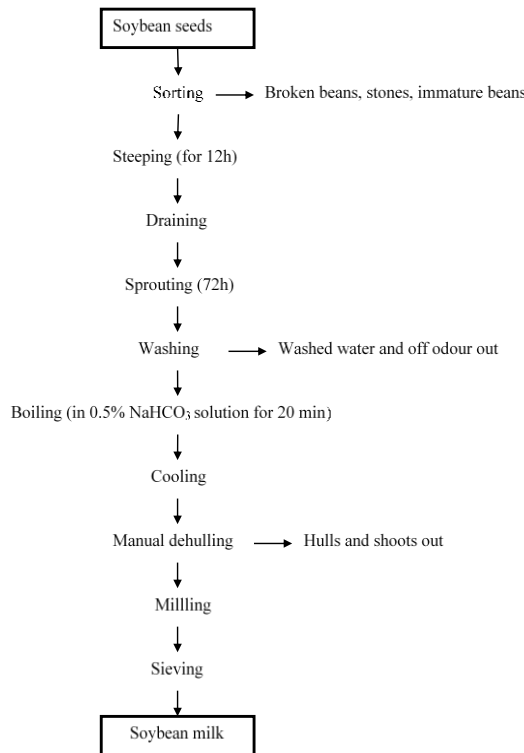 Soybean seeds
Sorting
Broken beans, stones, immature beans
Steeping (for 12h)
Draining
Sprouting (72h)
Washing
Washed water and off odour out
Boiling (in 0.5% NaHCO₃ solution for 20 min)
Cooling
Manual dehulling
Hulls and shoots out
Millling
Sieving
Soybean milk